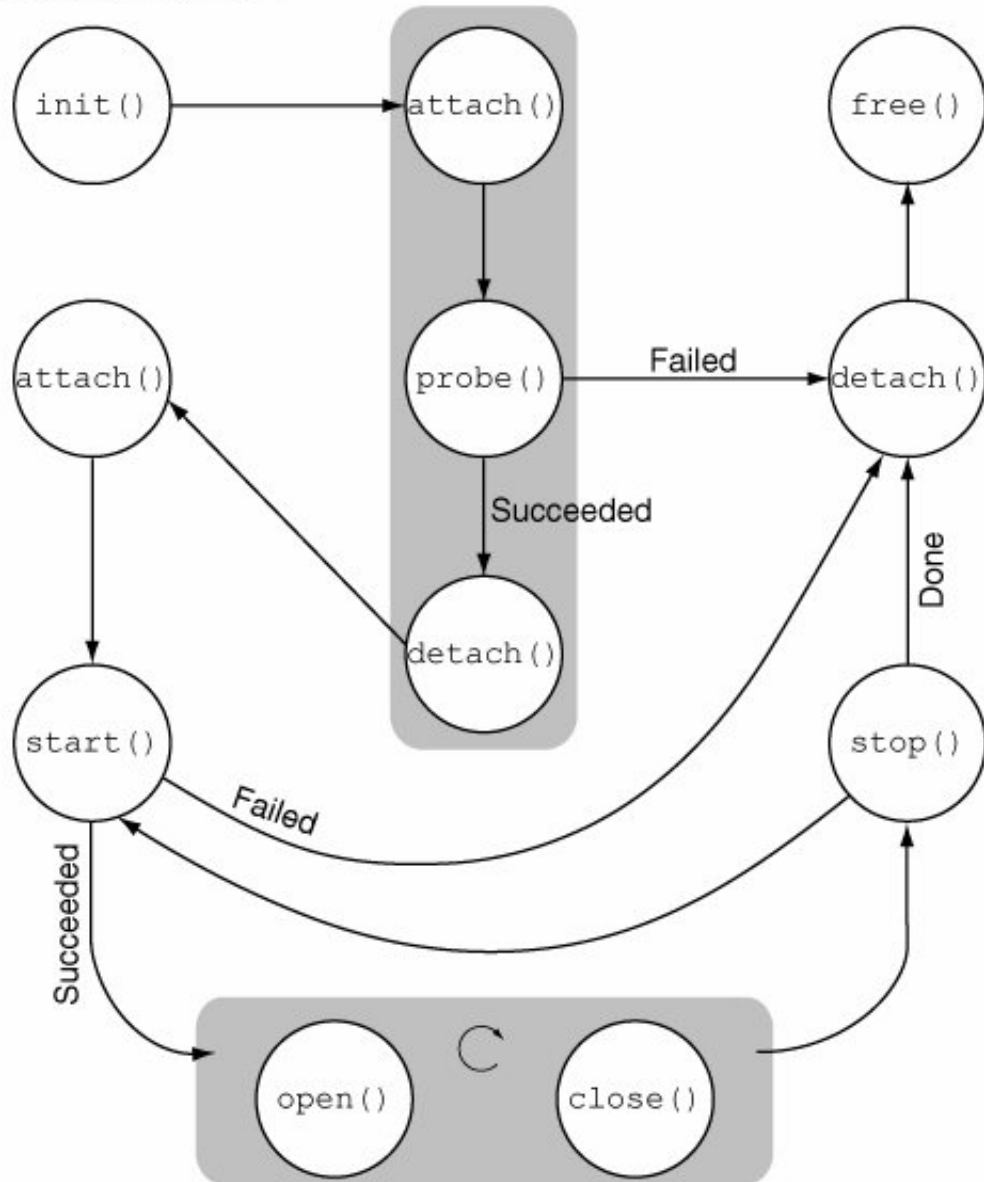 init()
attach()
free()
attach()
probe()
Failed
detach()
Succeeded
detach()
Done
start()
stop()
Failed
Succeeded
open()
close()